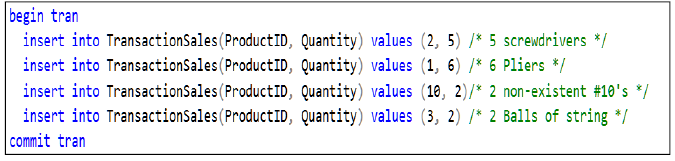 begin tran
insert into TransactionSales(ProductID, Quantity) values (2, 5) /* 5 screwdrivers */
insert into TransactionSales(ProductID, Quantity) values (1, 6) /* 6 Pliers */
insert into TransactionSales(ProductID, Quantity) values (10, 2)/* 2 non-existent #10's */
insert into TransactionSales(ProductID, Quantity) values (3, 2) /* 2 Balls of string */
commit tran